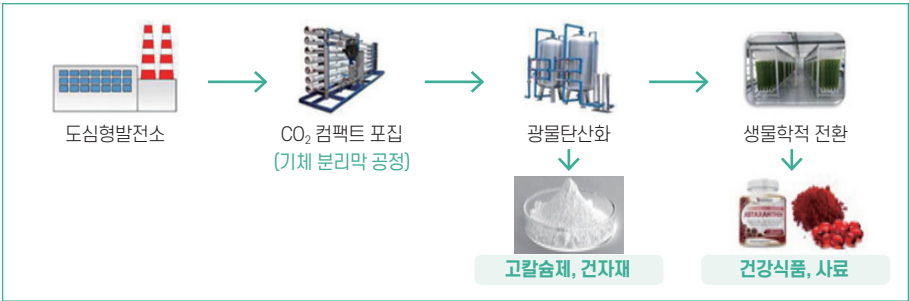 도심형발전소
CO₂ 컴팩트 포집
(기체 분리막 공정)
광물탄산화
생물학적 전환
ASTAXANTHIN
고칼슘제, 건자재
건강식품, 사료